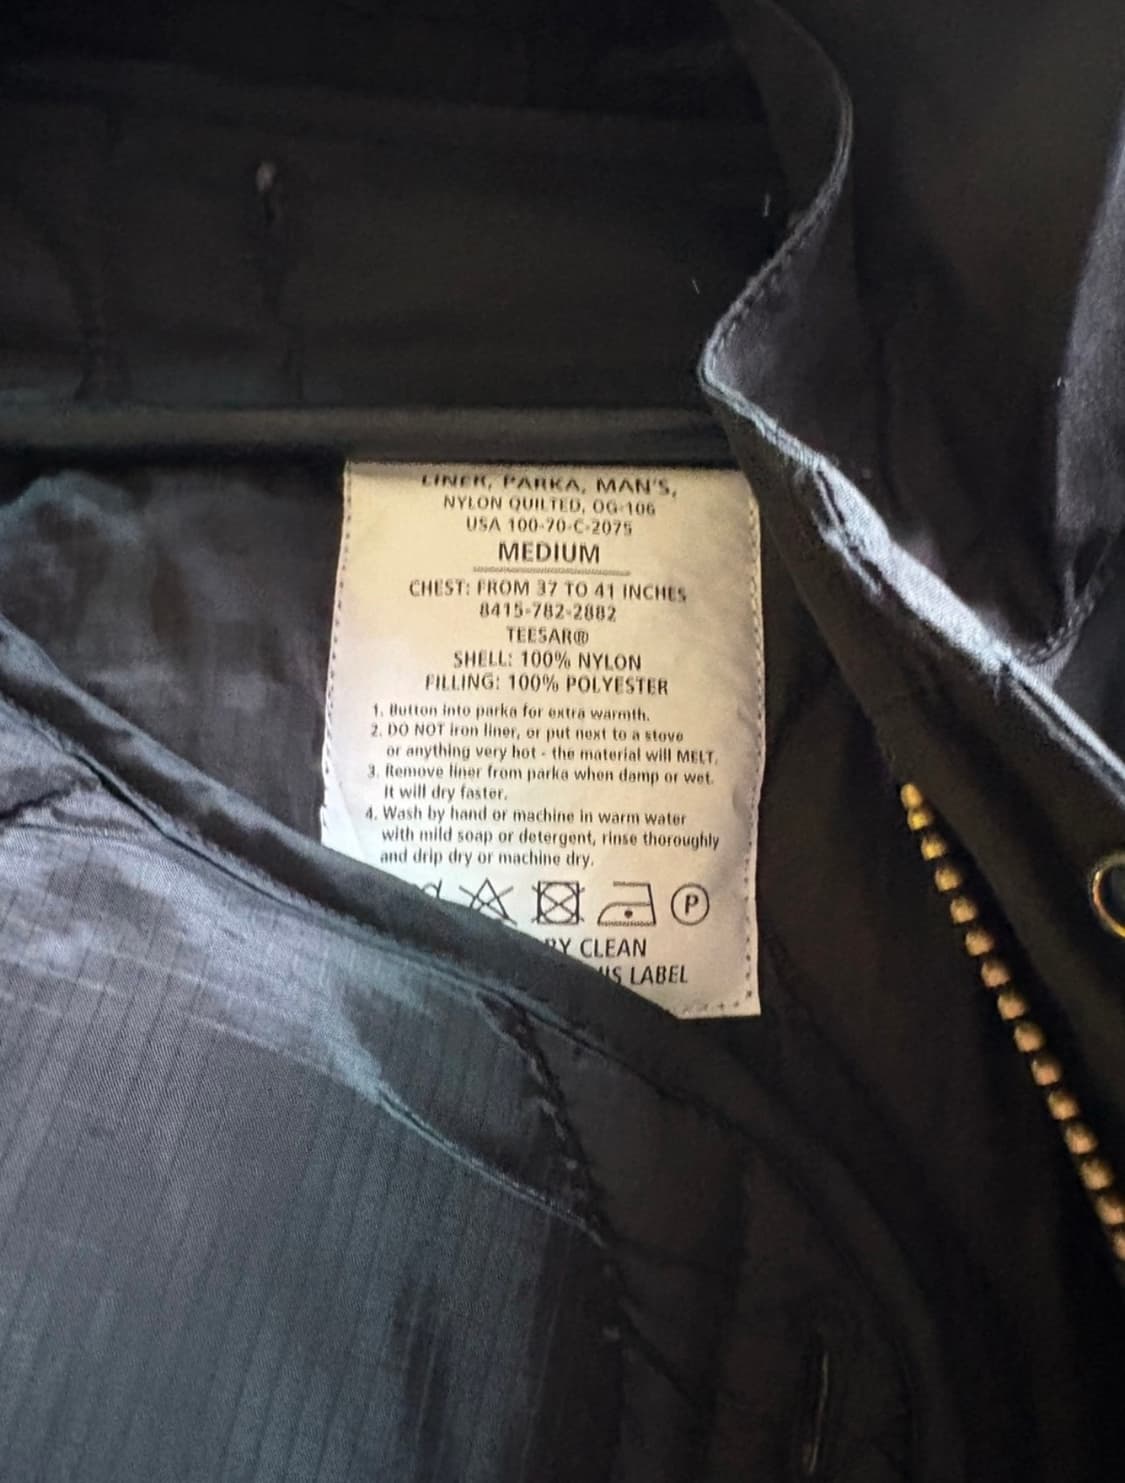 LINER, PARKA, MAN'S,
NYLON QUILTED, OG-106
USA 100-70-C-2075
MEDIUM
CHEST: FROM 37 TO 41 INCHES
8415-782-2882
TEESAR®
SHELL: 100% NYLON
FILLING: 100% POLYESTER
1. Button into parka for extra warmth.
2. DO NOT iron liner, or put next to a stove
or anything very hot - the material will MELT.
3. Remove liner from parka when damp or wet.
It will dry faster.
4. Wash by hand or machine in warm water
with mild soap or detergent, rinse thoroughly
and drip dry or machine dry.
P
RY CLEAN
IS LABEL